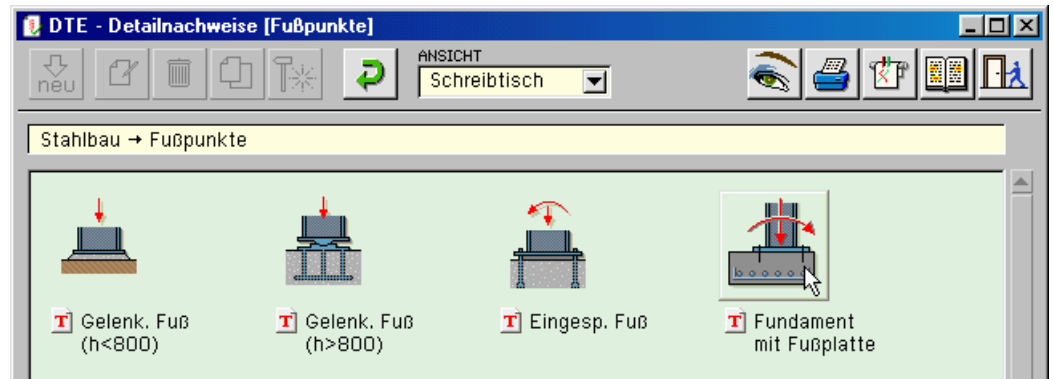 DTE - Detailnachweise [Fußpunkte]
neu
ANSICHT
Schreibtisch
Stahlbau → Fußpunkte
T Gelenk. Fuß
(h<800)
T Gelenk. Fuß
(h>800)
T Eingesp. Fuß
T Fundament
mit Fußplatte